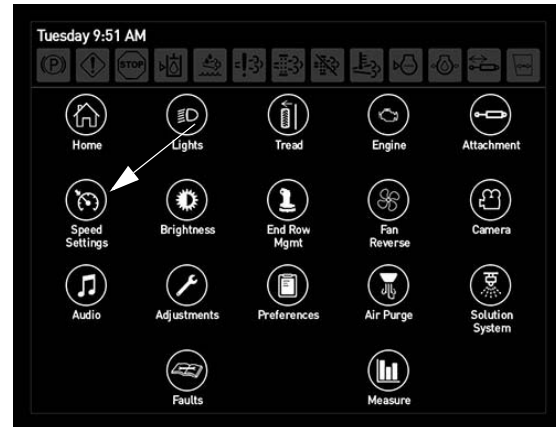 Tuesday 9:51 AM
(P) STOP
Home Lights Tread Engine Attachment
Speed Settings Brightness End Row Mgmt Fan Reverse Camera
Audio Adjustments Preferences Air Purge Solution System
Faults Measure